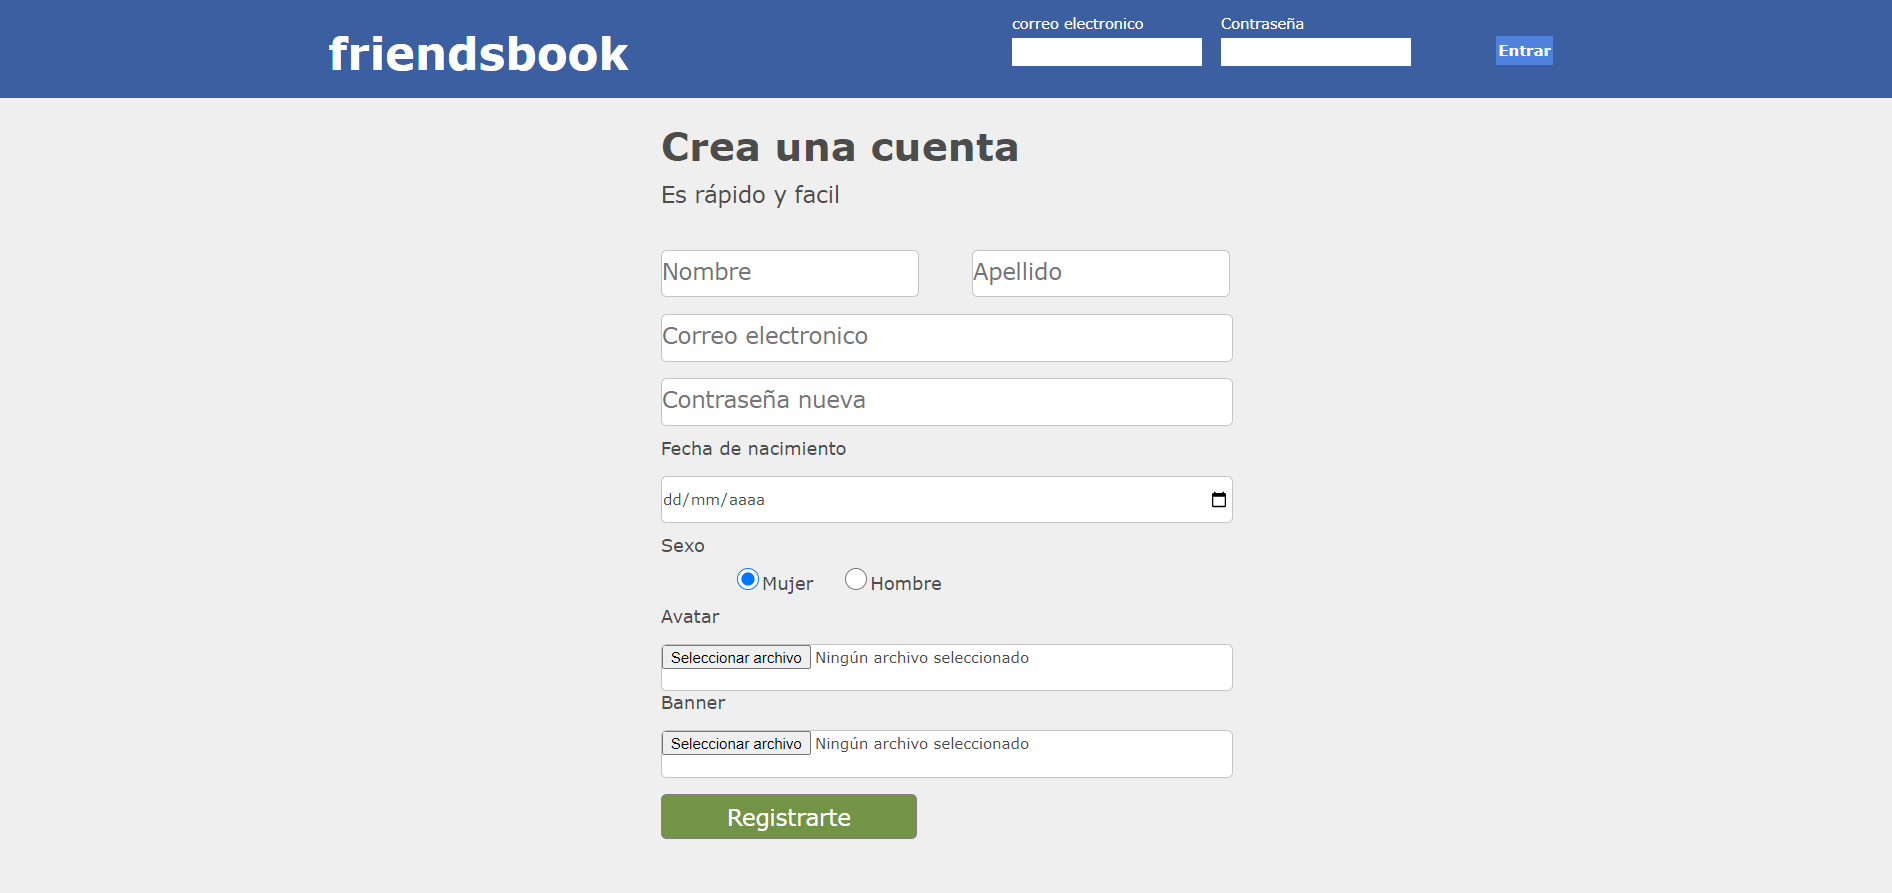 friendsbook
correo electronico
Contraseña
Entrar
Crea una cuenta
Es rápido y facil
Nombre
Apellido
Correo electronico
Contraseña nueva
Fecha de nacimiento
dd/mm/aaaa
Sexo
Mujer
Hombre
Avatar
Seleccionar archivo Ningún archivo seleccionado
Banner
Seleccionar archivo Ningún archivo seleccionado
Registrarte